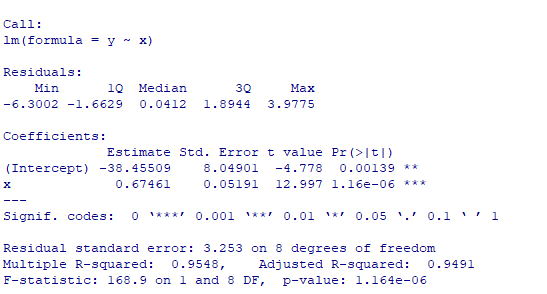 Call:
lm(formula = y ~ x)
Residuals:
    Min      1Q  Median      3Q     Max
-6.3002 -1.6629  0.0412  1.8944  3.9775
Coefficients:
             Estimate Std. Error t value Pr(>|t|)
(Intercept) -38.45509    8.04901  -4.778  0.00139 **
x             0.67461    0.05191  12.997 1.16e-06 ***
---
Signif. codes:  0 ‘***’ 0.001 ‘**’ 0.01 ‘*’ 0.05 ‘.’ 0.1 ‘ ’ 1
Residual standard error: 3.253 on 8 degrees of freedom
Multiple R-squared:  0.9548,    Adjusted R-squared:  0.9491
F-statistic: 168.9 on 1 and 8 DF,  p-value: 1.164e-06